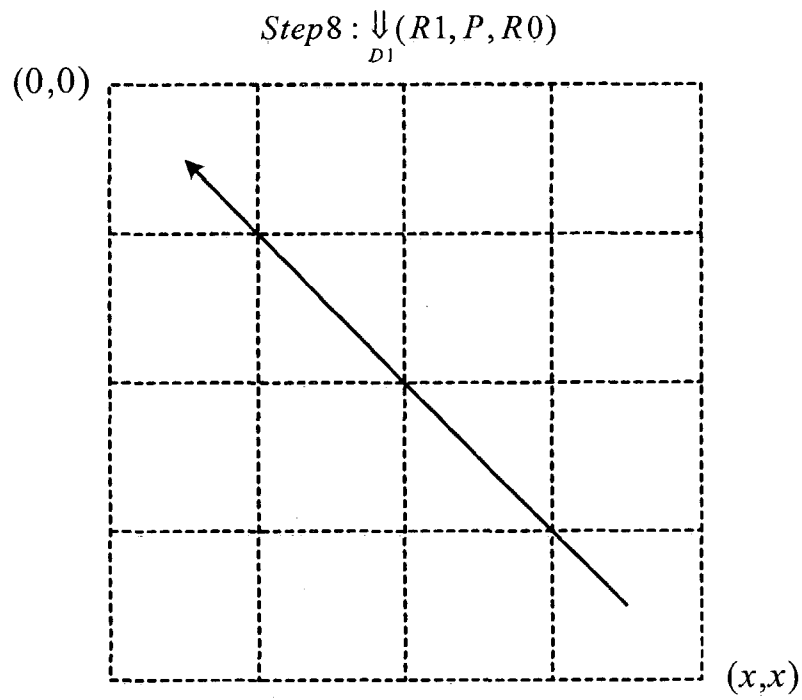 Step8: ⇓(R1, P, R0)
D1
(0,0)
(x,x)